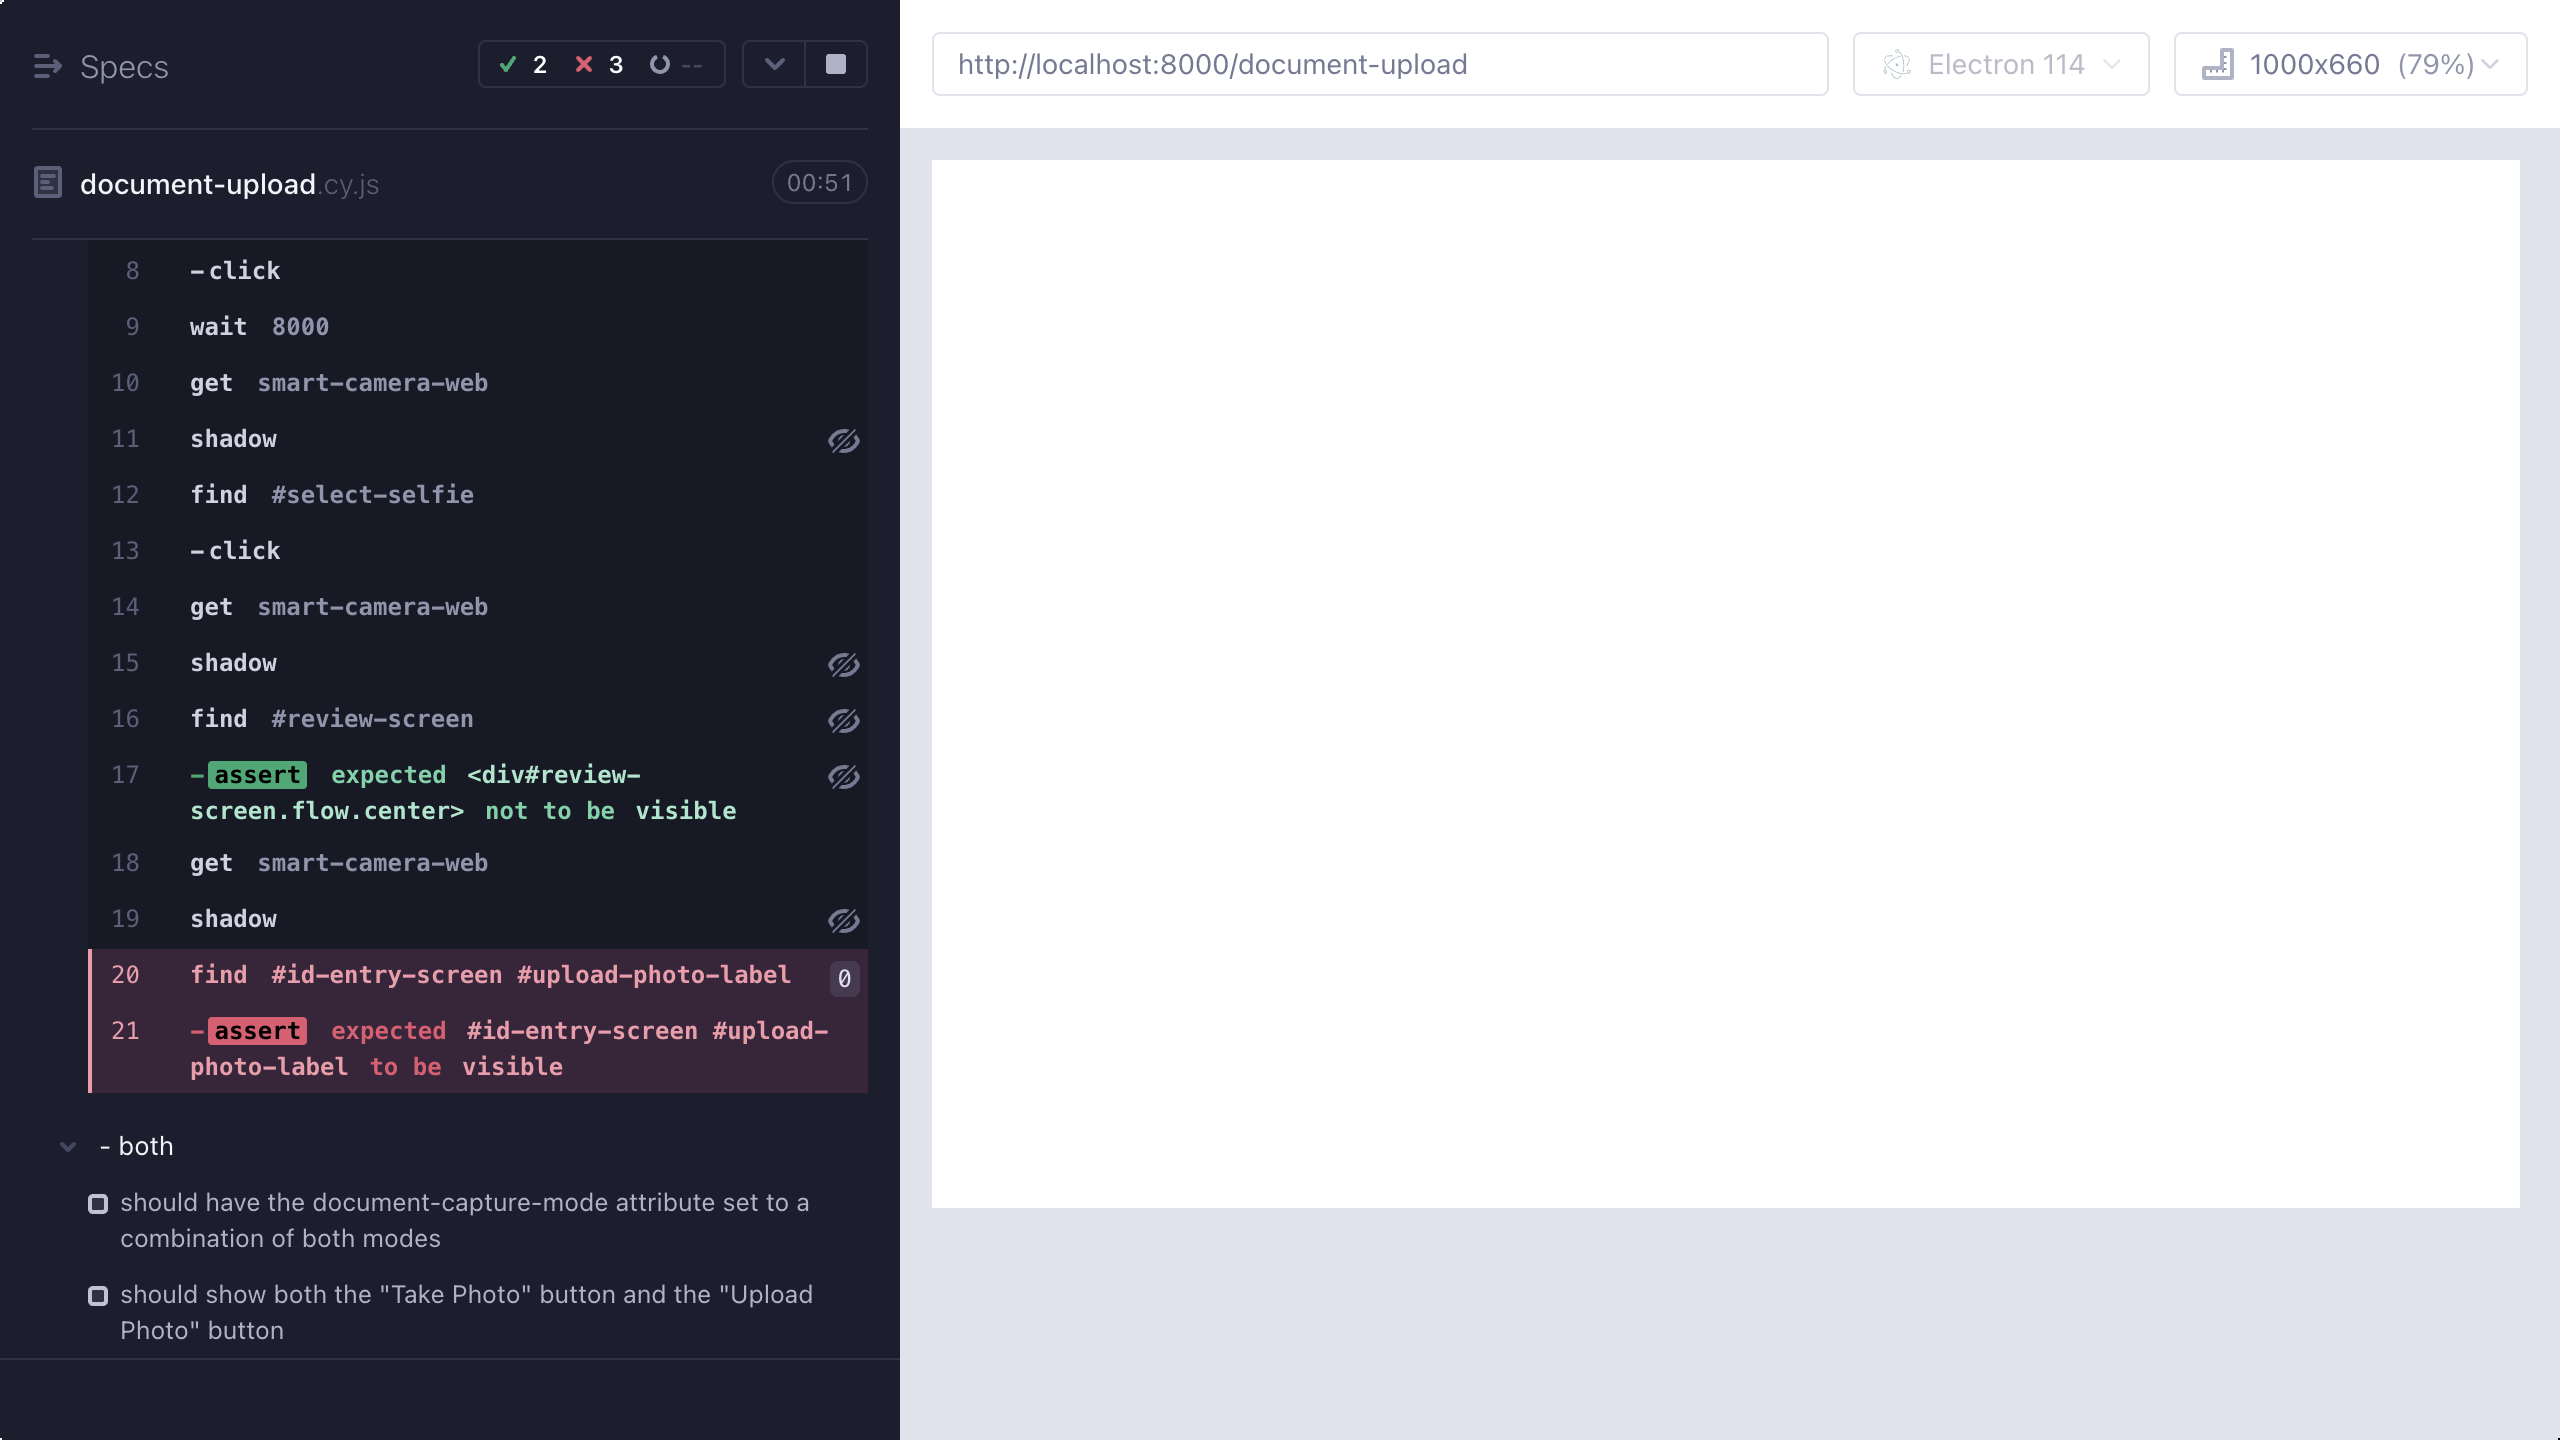 Specs
2 3 --
document-upload.cy.js 00:51
8 -click
9 wait 8000
10 get smart-camera-web
11 shadow
12 find #select-selfie
13 -click
14 get smart-camera-web
15 shadow
16 find #review-screen
17 -assert expected <div#review-
screen.flow.center> not to be visible
18 get smart-camera-web
19 shadow
20 find #id-entry-screen #upload-photo-label 0
21 -assert expected #id-entry-screen #upload-
photo-label to be visible
- both
should have the document-capture-mode attribute set to a
combination of both modes
should show both the "Take Photo" button and the "Upload
Photo" button
http://localhost:8000/document-upload
Electron 114
1000x660 (79%)